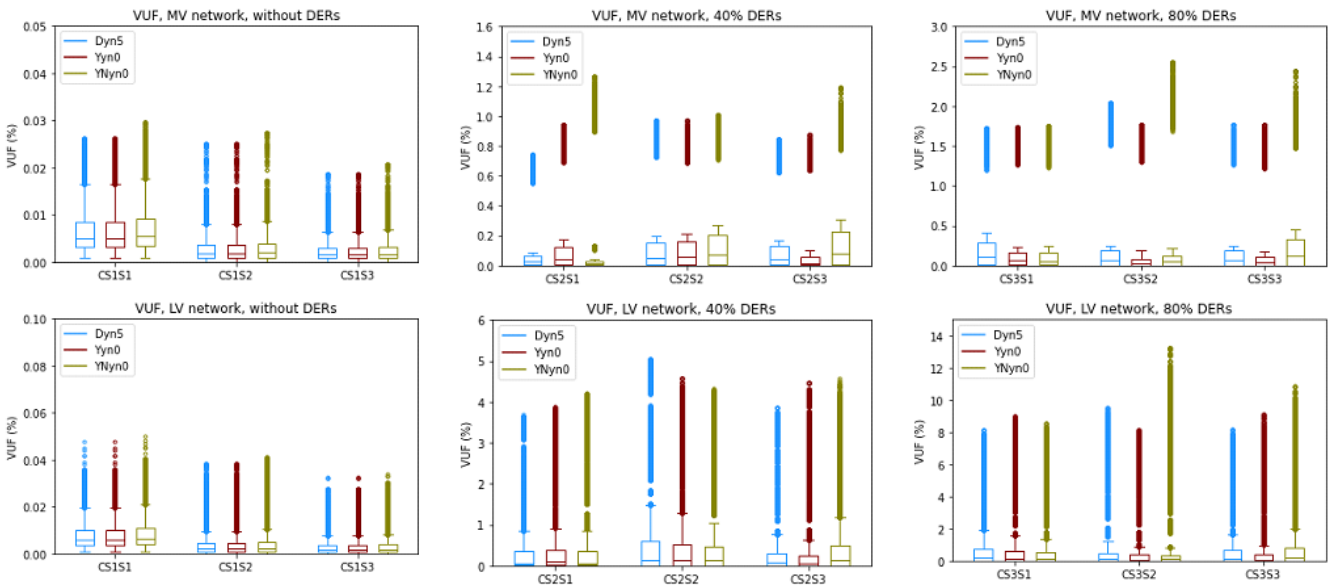 VUF, MV network, without DERs
VUF (%)
0.05
0.04
0.03
0.02
0.01
0.00
Dyn5
Yyn0
YNyn0
CS1S1 CS1S2 CS1S3
VUF, MV network, 40% DERs
VUF (%)
1.6
1.4
1.2
1.0
0.8
0.6
0.4
0.2
0.0
Dyn5
Yyn0
YNyn0
CS2S1 CS2S2 CS2S3
VUF, MV network, 80% DERs
VUF (%)
3.0
2.5
2.0
1.5
1.0
0.5
0.0
Dyn5
Yyn0
YNyn0
CS3S1 CS3S2 CS3S3
VUF, LV network, without DERs
VUF (%)
0.10
0.08
0.06
0.04
0.02
0.00
Dyn5
Yyn0
YNyn0
CS1S1 CS1S2 CS1S3
VUF, LV network, 40% DERs
VUF (%)
6
5
4
3
2
1
0
Dyn5
Yyn0
YNyn0
CS2S1 CS2S2 CS2S3
VUF, LV network, 80% DERs
VUF (%)
14
12
10
8
6
4
2
0
Dyn5
Yyn0
YNyn0
CS3S1 CS3S2 CS3S3